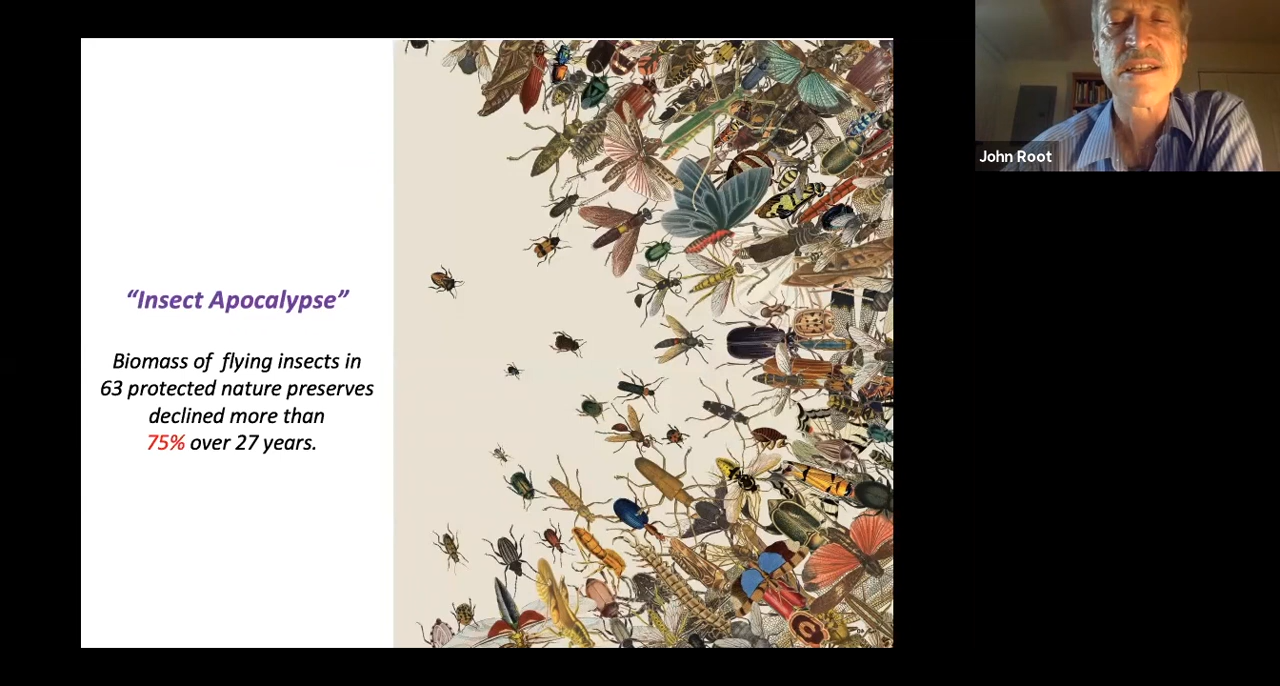 “Insect Apocalypse”
Biomass of flying insects in
63 protected nature preserves
declined more than
75% over 27 years.
John Root